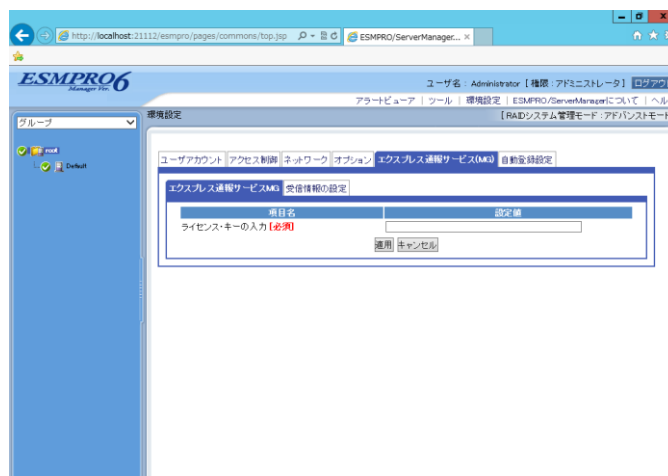 http://localhost:21112/esmpro/pages/commons/top.jsp
ESMPRO/ServerManager... ×
ESMPRO6
Manager Ver.
ユーザ名 : Administrator [ 権限 : アドミニストレータ ] ログアウ
アラートビューア | ツール | 環境設定 | ESMPRO/ServerManagerについて | ヘル
グループ
環境設定
[ RAIDシステム管理モード : アドバンストモード
root
Default
ユーザアカウント アクセス制御 ネットワーク オプション エクスプレス通報サービス(MG) 自動登録設定
エクスプレス通報サービスMG 受信情報の設定
項目名 設定値
ライセンス・キーの入力 [必須]
適用 キャンセル